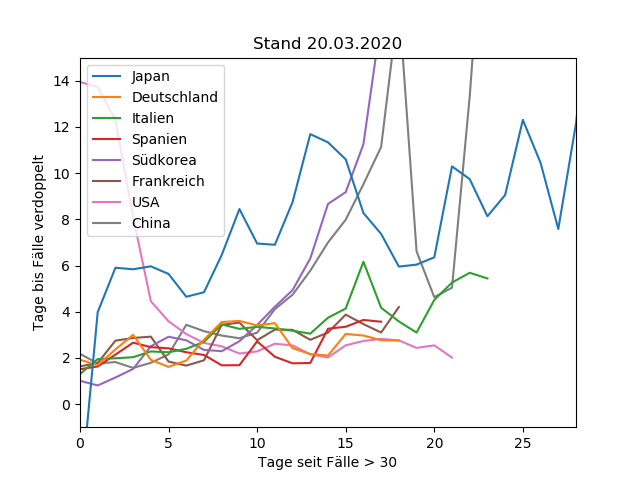 Stand 20.03.2020
Tage bis Fälle verdoppelt
14
12
10
8
6
4
2
0
Japan
Deutschland
Italien
Spanien
Südkorea
Frankreich
USA
China
0 5 10 15 20 25
Tage seit Fälle > 30